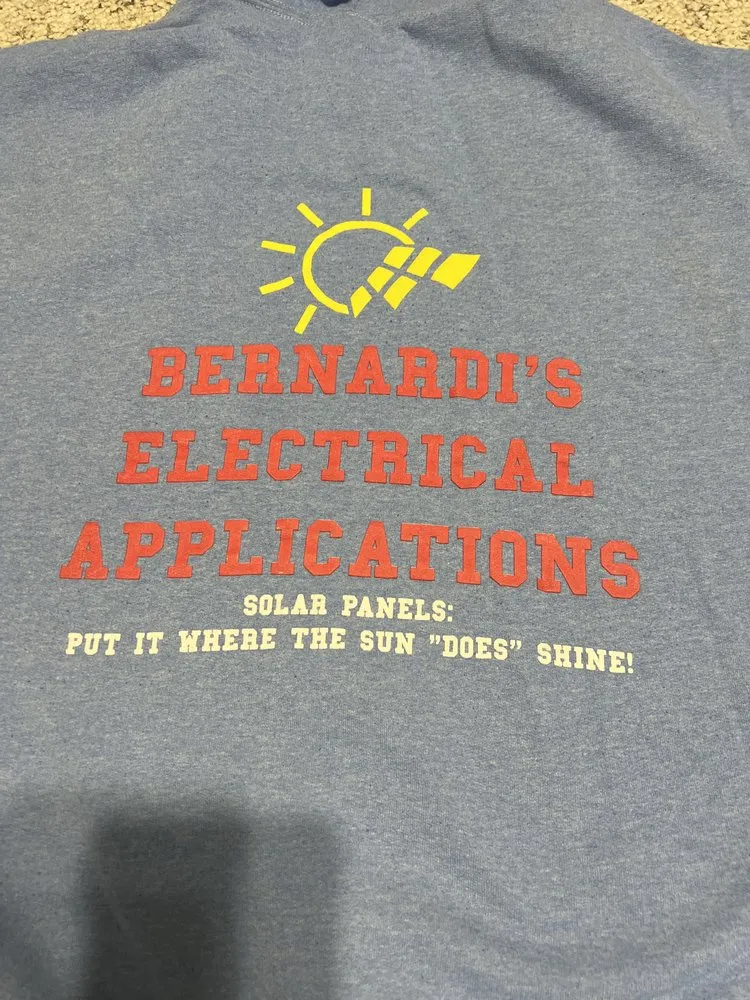 BERNARDI'S
ELECTRICAL
APPLICATIONS
SOLAR PANELS:
PUT IT WHERE THE SUN "DOES" SHINE!